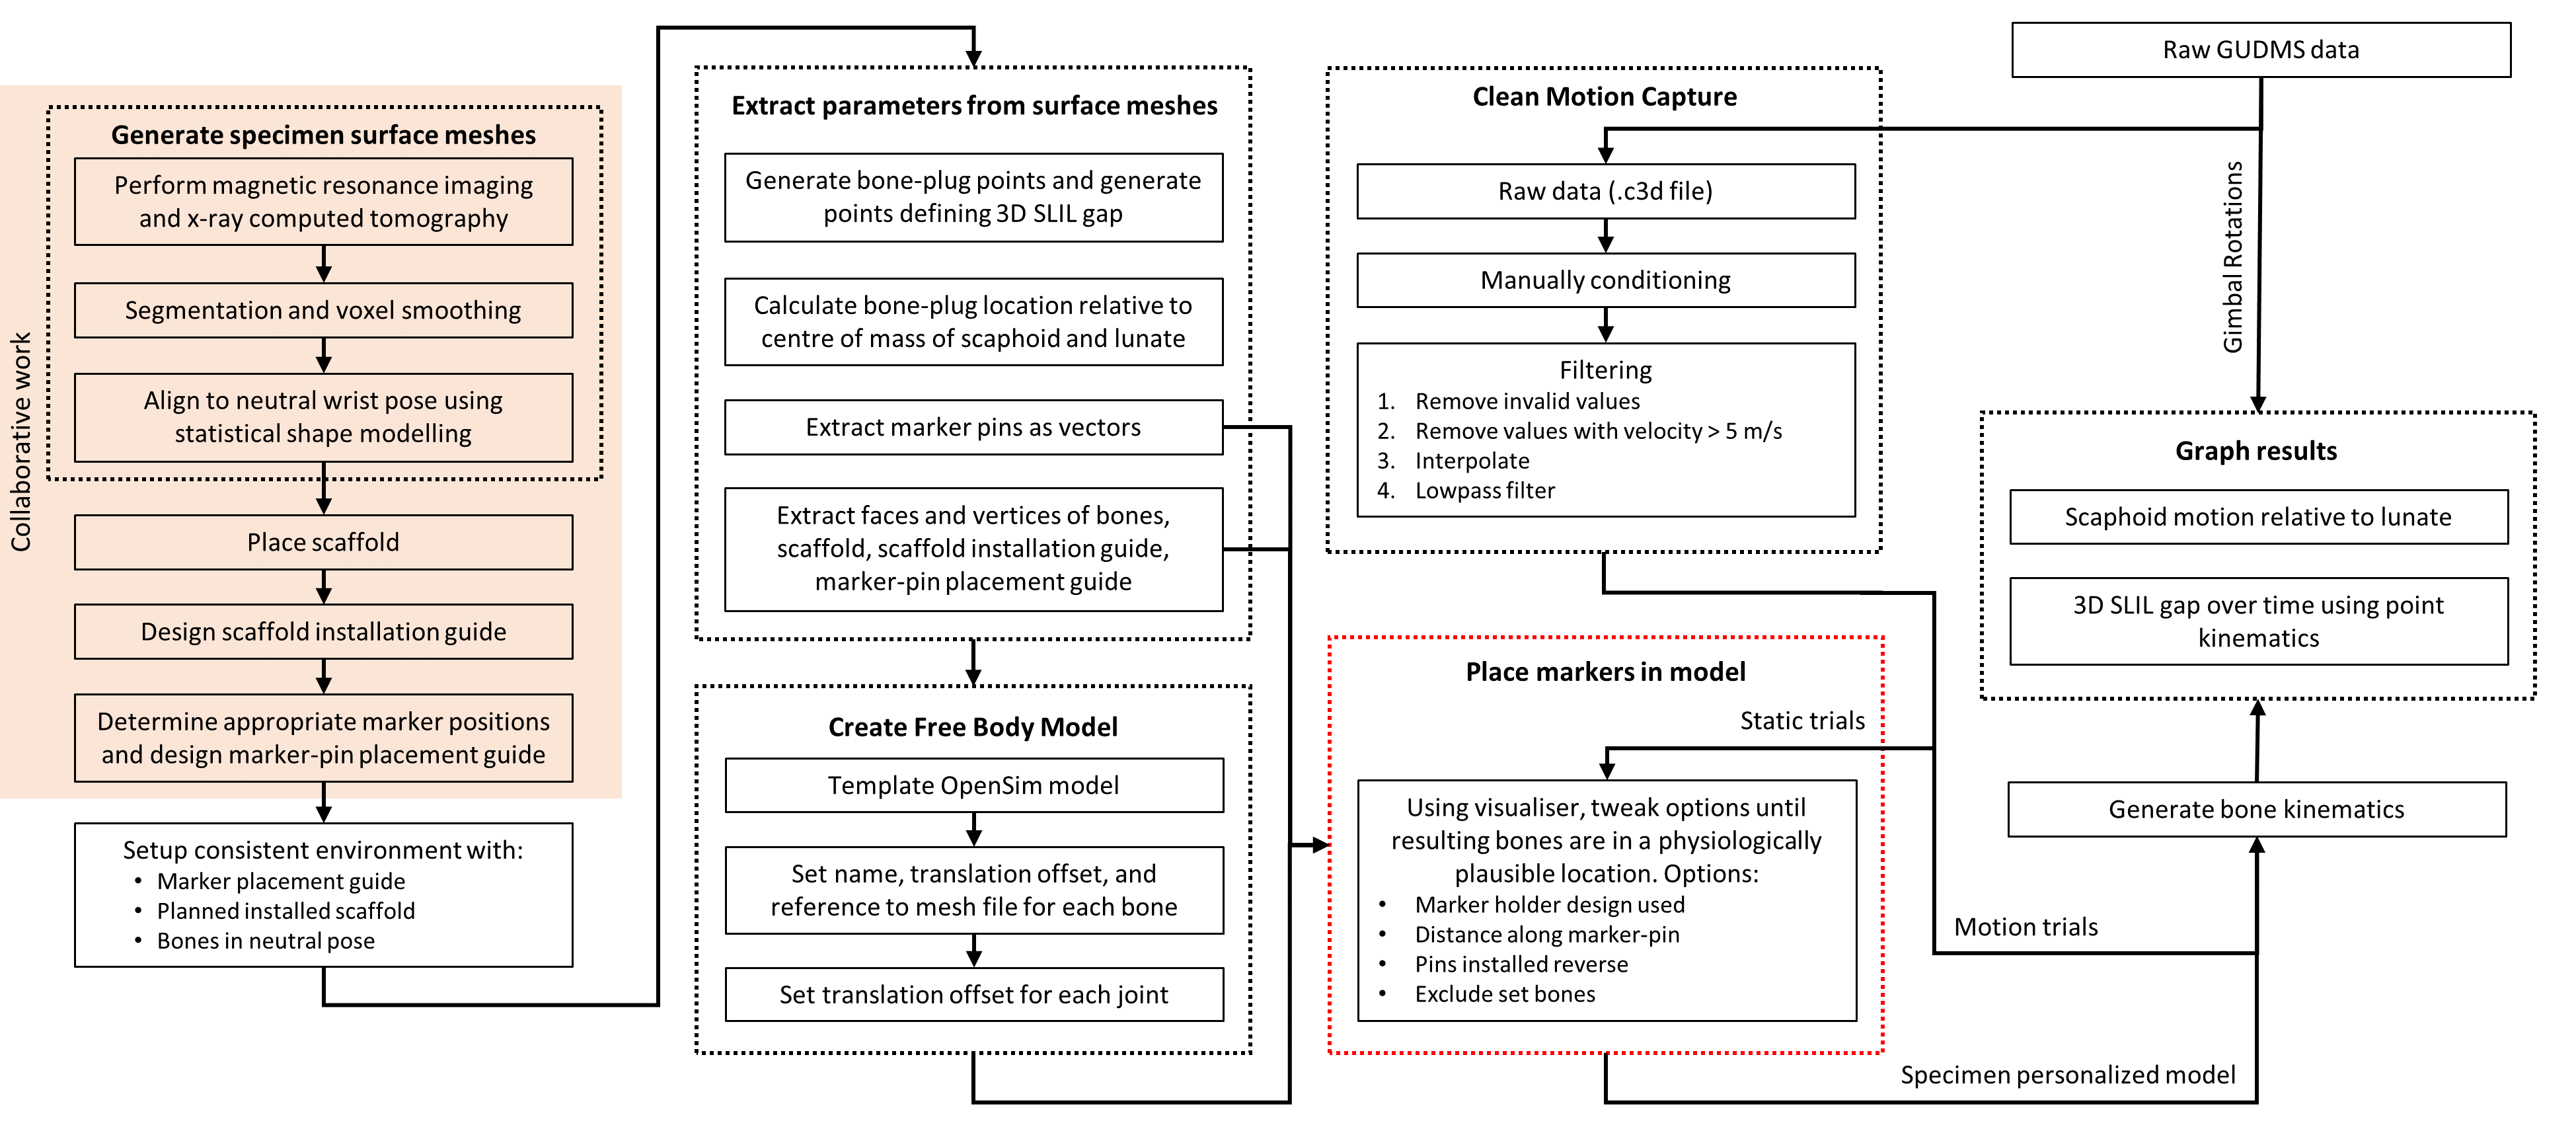 Collaborative work
Generate specimen surface meshes
Perform magnetic resonance imaging
and x-ray computed tomography
Segmentation and voxel smoothing
Align to neutral wrist pose using
statistical shape modelling
Place scaffold
Design scaffold installation guide
Determine appropriate marker positions
and design marker-pin placement guide
Setup consistent environment with:
• Marker placement guide
• Planned installed scaffold
• Bones in neutral pose
Extract parameters from surface meshes
Generate bone-plug points and generate
points defining 3D SLIL gap
Calculate bone-plug location relative to
centre of mass of scaphoid and lunate
Extract marker pins as vectors
Extract faces and vertices of bones,
scaffold, scaffold installation guide,
marker-pin placement guide
Create Free Body Model
Template OpenSim model
Set name, translation offset, and
reference to mesh file for each bone
Set translation offset for each joint
Clean Motion Capture
Raw data (.c3d file)
Manually conditioning
Filtering
1. Remove invalid values
2. Remove values with velocity > 5 m/s
3. Interpolate
4. Lowpass filter
Place markers in model
Static trials
Using visualiser, tweak options until
resulting bones are in a physiologically
plausible location. Options:
• Marker holder design used
• Distance along marker-pin
• Pins installed reverse
• Exclude set bones
Raw GUDMS data
Gimbal Rotations
Graph results
Scaphoid motion relative to lunate
3D SLIL gap over time using point
kinematics
Generate bone kinematics
Motion trials
Specimen personalized model